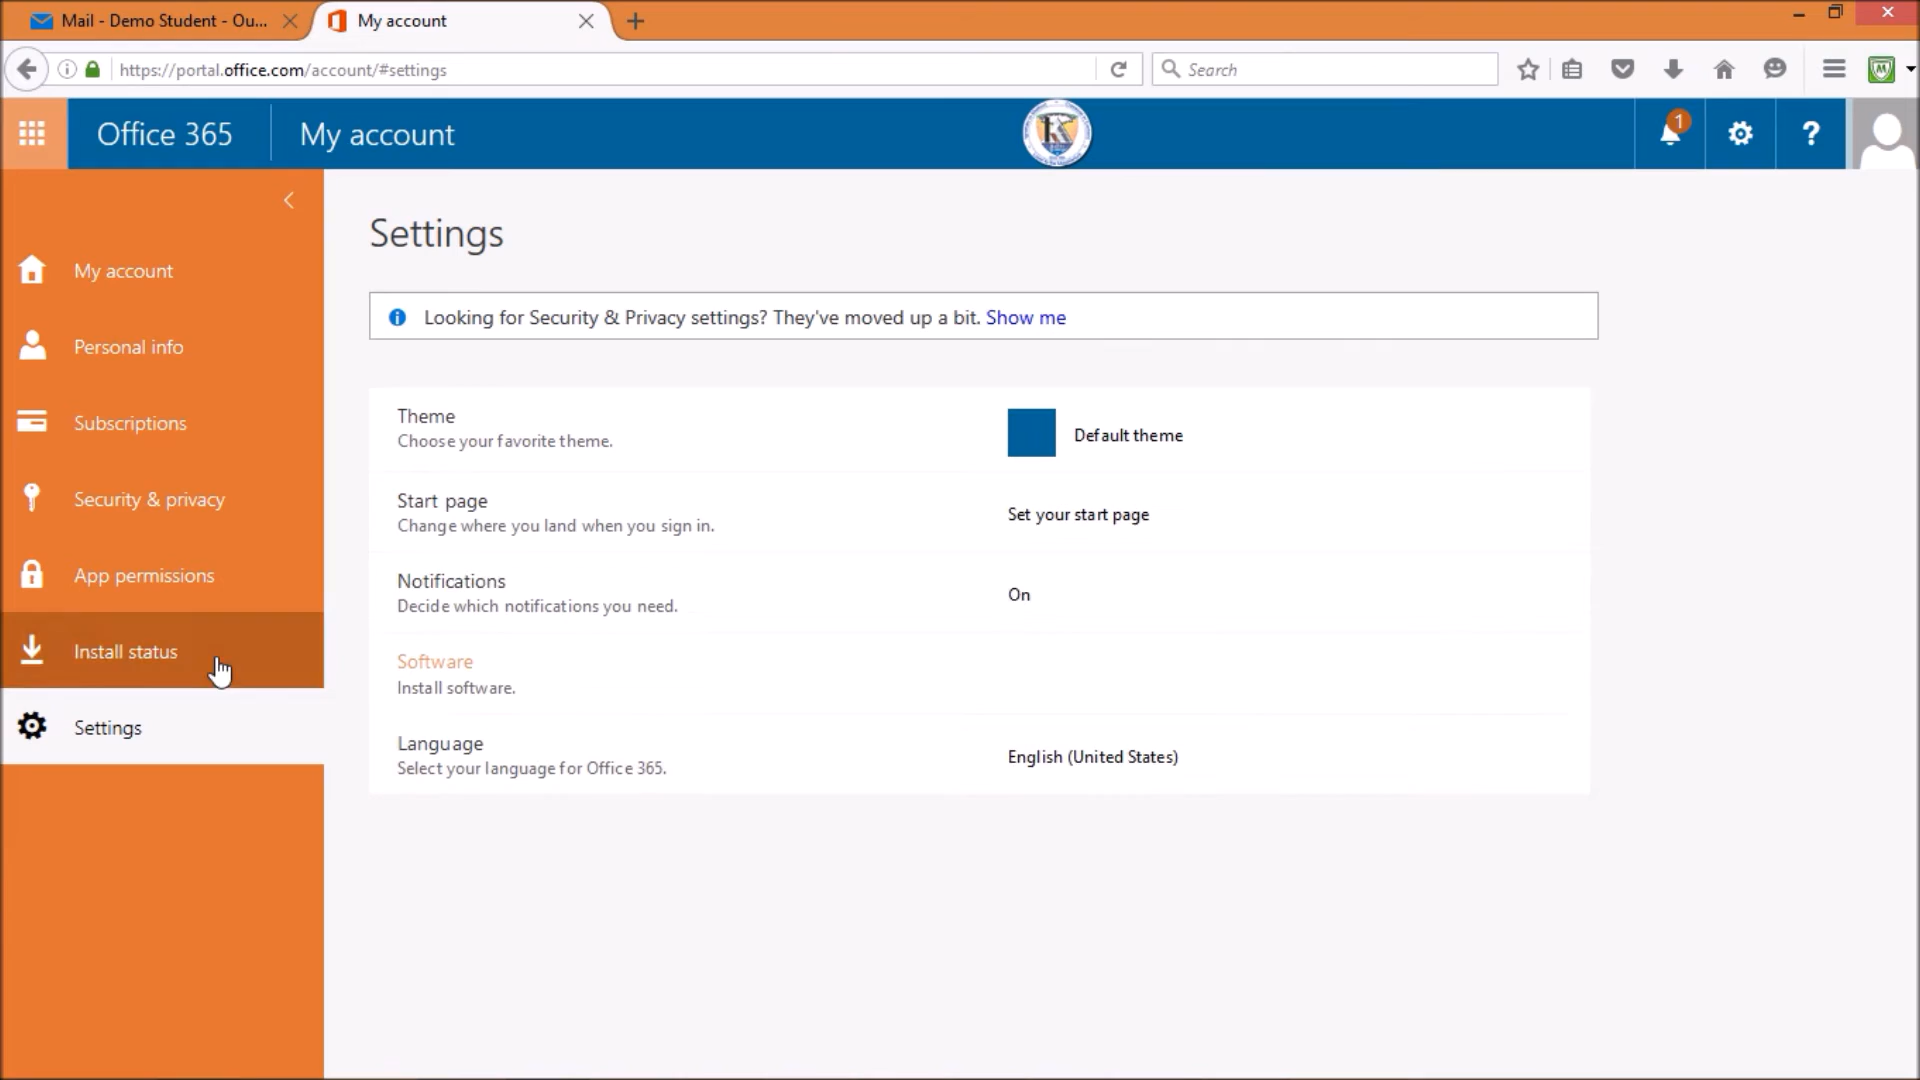 Mail - Demo Student - Ou...
My account
https://portal.office.com/account/#settings
Search
Office 365
My account
1
?
My account
Personal info
Subscriptions
Security & privacy
App permissions
Install status
Settings
Settings
Looking for Security & Privacy settings? They've moved up a bit. Show me
Theme
Choose your favorite theme.
Default theme
Start page
Change where you land when you sign in.
Set your start page
Notifications
Decide which notifications you need.
On
Software
Install software.
Language
Select your language for Office 365.
English (United States)